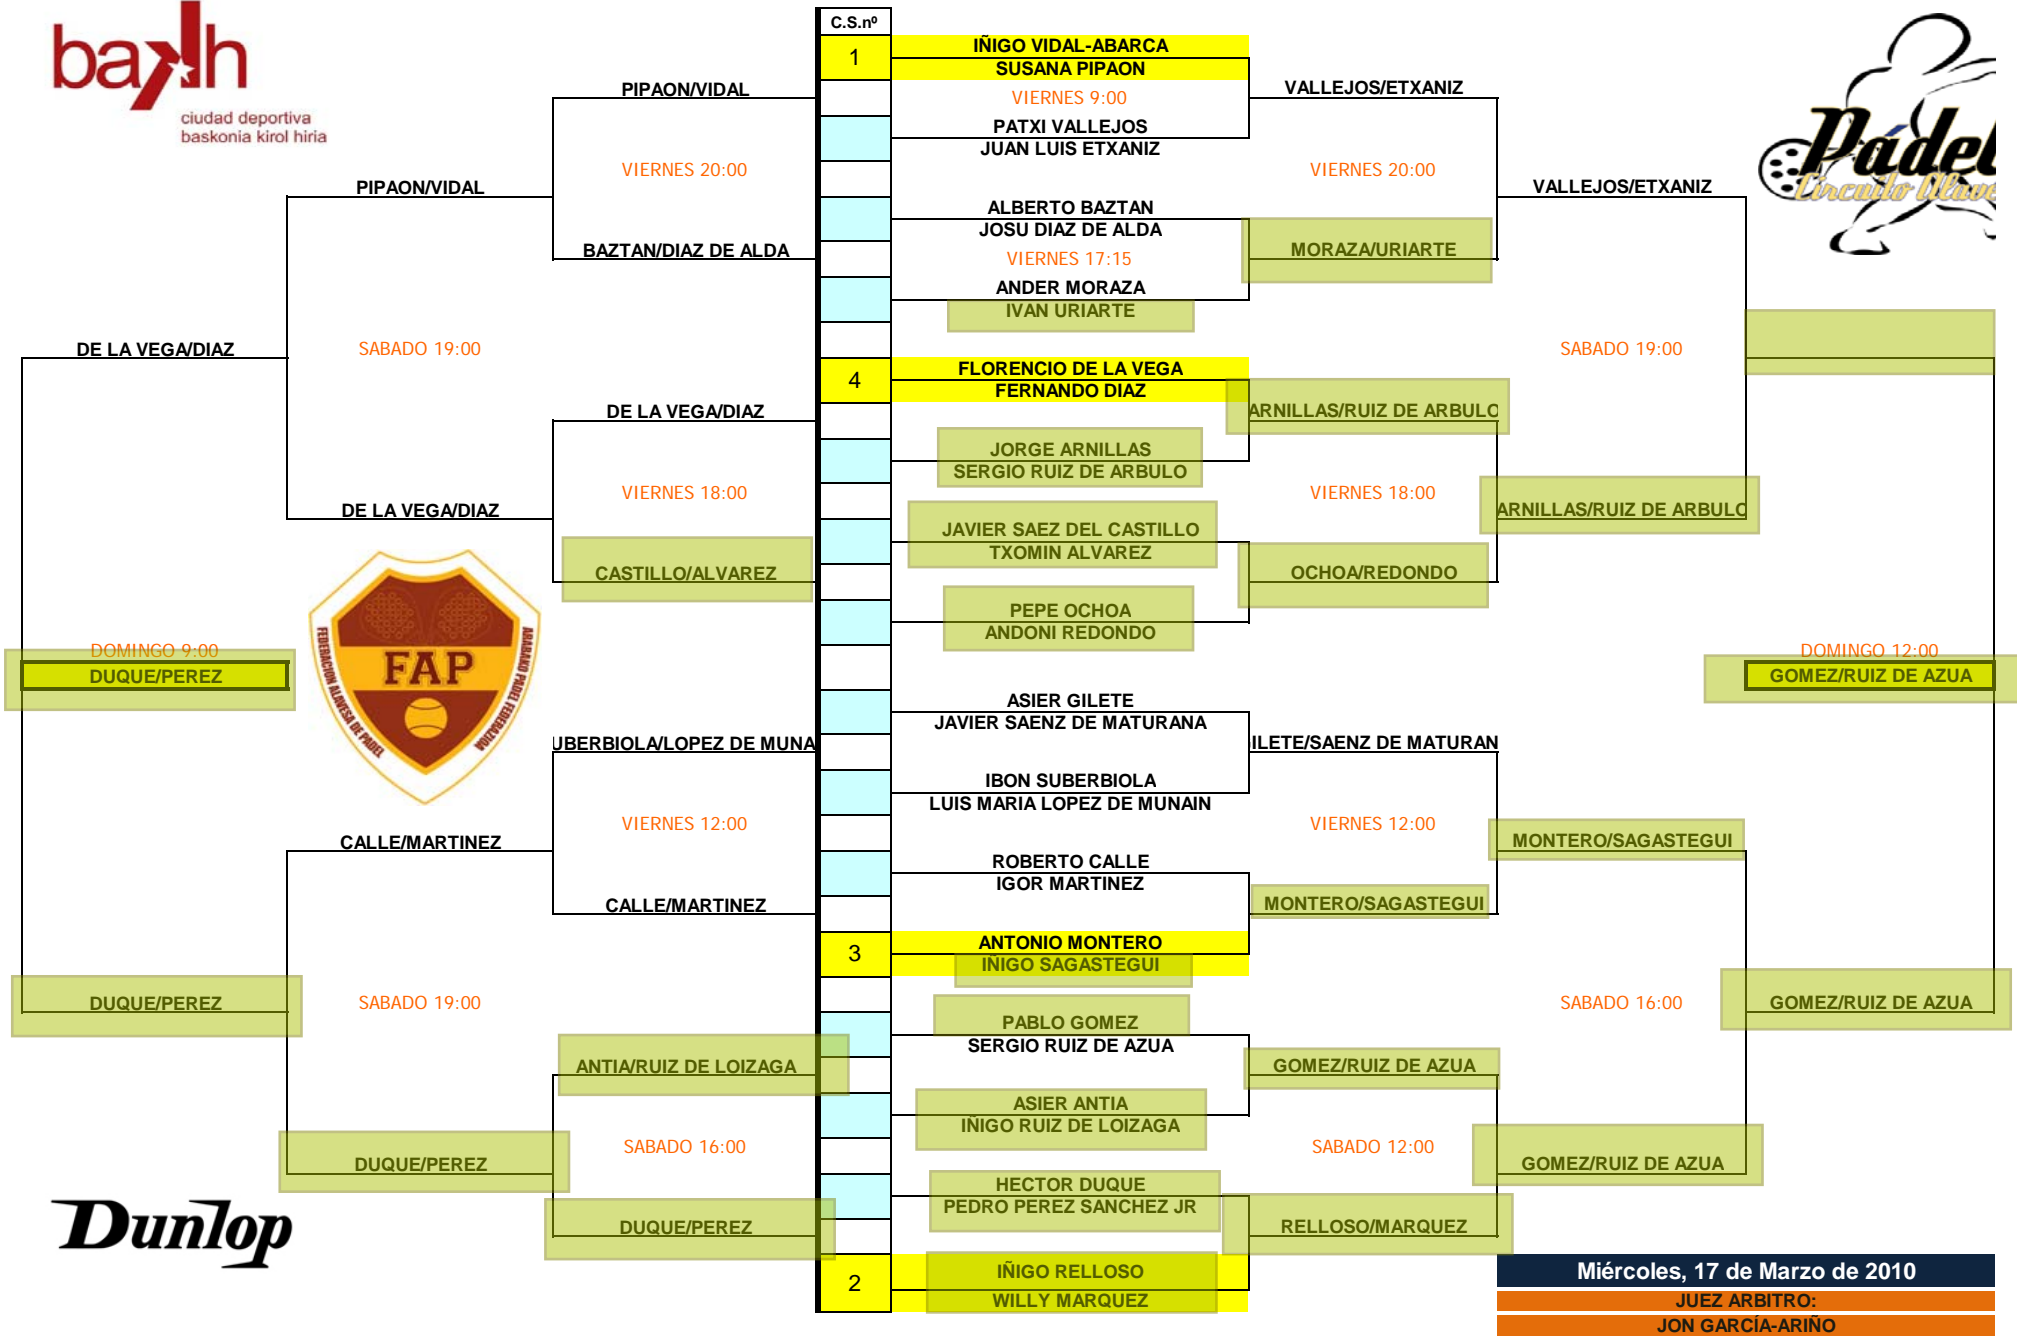 bakh
ciudad deportiva
baskonia kirol hiria
Pádel
DE LA VEGA/DIAZ
DOMINGO 9:00
DUQUE/PEREZ
DUQUE/PEREZ
PIPAON/VIDAL
SABADO 19:00
DE LA VEGA/DIAZ
FAP
FEDERACION ALAVESA DE PADEL
ARABAKO PADEL FEDERAZIOA
CALLE/MARTINEZ
SABADO 19:00
DUQUE/PEREZ
PIPAON/VIDAL
VIERNES 20:00
BAZTAN/DIAZ DE ALDA
DE LA VEGA/DIAZ
VIERNES 18:00
CASTILLO/ALVAREZ
UBERBIOLA/LOPEZ DE MUNA
VIERNES 12:00
CALLE/MARTINEZ
ANTIA/RUIZ DE LOIZAGA
SABADO 16:00
DUQUE/PEREZ
C.S.nº
1
4
3
2
IÑIGO VIDAL-ABARCA
SUSANA PIPAON
VIERNES 9:00
PATXI VALLEJOS
JUAN LUIS ETXANIZ
ALBERTO BAZTAN
JOSU DIAZ DE ALDA
VIERNES 17:15
ANDER MORAZA
IVAN URIARTE
FLORENCIO DE LA VEGA
FERNANDO DIAZ
JORGE ARNILLAS
SERGIO RUIZ DE ARBULO
JAVIER SAEZ DEL CASTILLO
TXOMIN ALVAREZ
PEPE OCHOA
ANDONI REDONDO
ASIER GILETE
JAVIER SAENZ DE MATURANA
IBON SUBERBIOLA
LUIS MARIA LOPEZ DE MUNAIN
ROBERTO CALLE
IGOR MARTINEZ
ANTONIO MONTERO
IÑIGO SAGASTEGUI
PABLO GOMEZ
SERGIO RUIZ DE AZUA
ASIER ANTIA
IÑIGO RUIZ DE LOIZAGA
HECTOR DUQUE
PEDRO PEREZ SANCHEZ JR
IÑIGO RELLOSO
WILLY MARQUEZ
VALLEJOS/ETXANIZ
VIERNES 20:00
MORAZA/URIARTE
ARNILLAS/RUIZ DE ARBULO
VIERNES 18:00
OCHOA/REDONDO
ILETE/SAENZ DE MATURAN
VIERNES 12:00
MONTERO/SAGASTEGUI
GOMEZ/RUIZ DE AZUA
SABADO 12:00
RELLOSO/MARQUEZ
VALLEJOS/ETXANIZ
SABADO 19:00
ARNILLAS/RUIZ DE ARBULO
MONTERO/SAGASTEGUI
SABADO 16:00
GOMEZ/RUIZ DE AZUA
DOMINGO 12:00
GOMEZ/RUIZ DE AZUA
GOMEZ/RUIZ DE AZUA
Dunlop
Miércoles, 17 de Marzo de 2010
JUEZ ARBITRO:
JON GARCÍA-ARIÑO